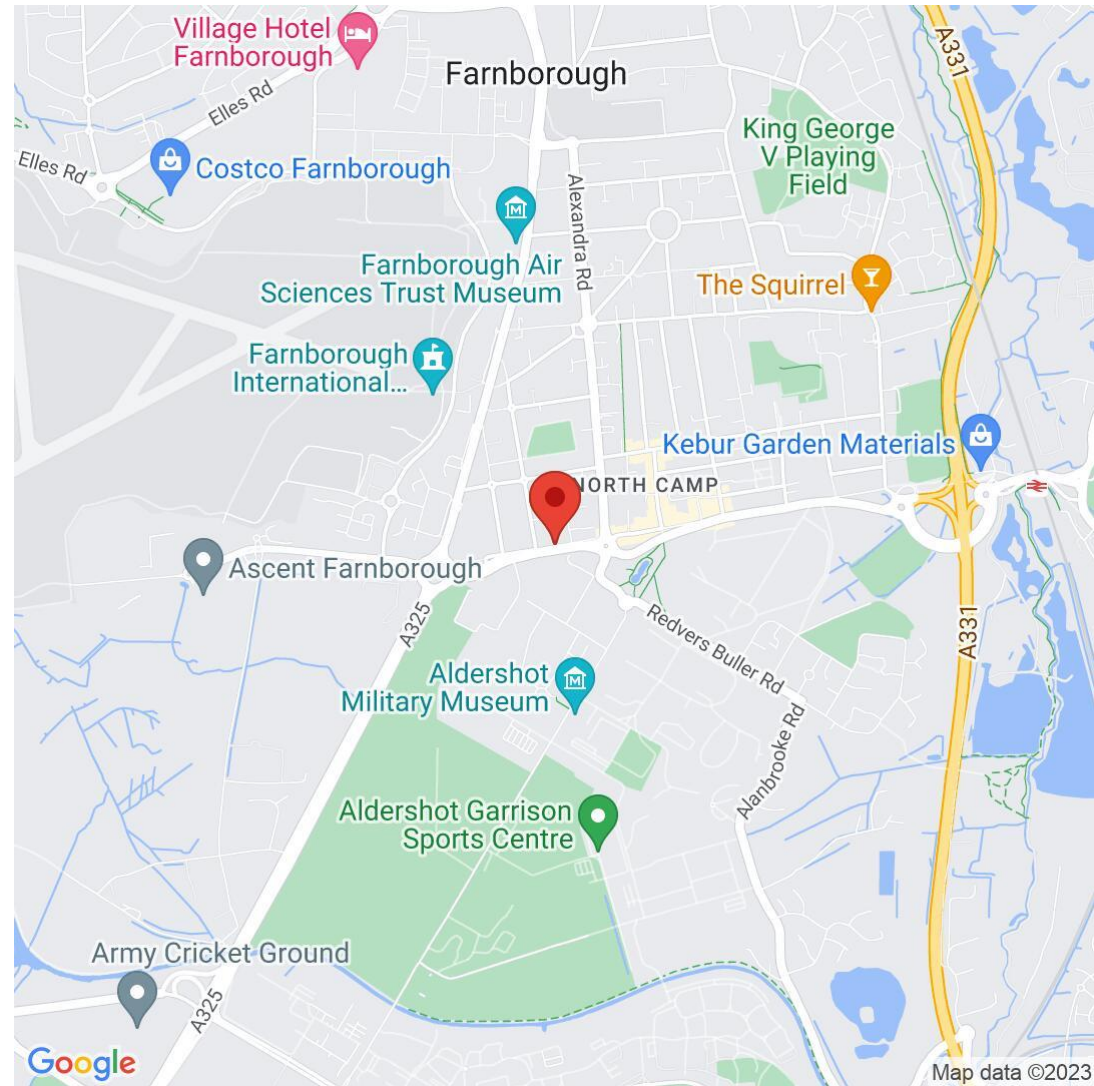 Village Hotel
Farnborough
Farnborough
A331
Elles Rd
King George
V Playing
Field
Elles Rd
Costco Farnborough
Alexandra Rd
Farnborough Air
Sciences Trust Museum
The Squirrel
Farnborough
International...
Kebur Garden Materials
NORTH CAMP
Ascent Farnborough
A325
Redvers Buller Rd
A331
Aldershot
Military Museum
Alanbrooke Rd
Aldershot Garrison
Sports Centre
Army Cricket Ground
A325
Google
Map data ©2023